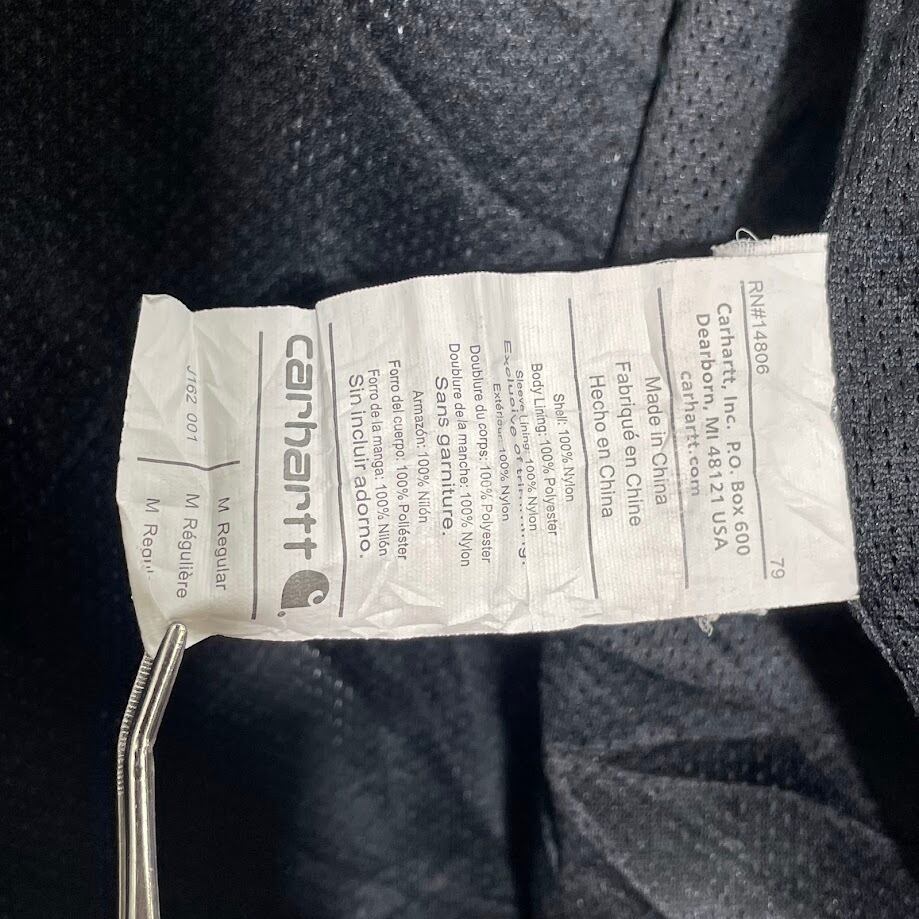 RN#14806 79
Carhartt, Inc. P.O. Box 600
Dearborn, MI 48121 USA
carhartt.com
Made in China
Fabriqué en Chine
Hecho en China
Shell: 100% Nylon
Body Lining: 100% Polyester
Sleeve Lining: 100% Nylon
Exclusive of
Extérieur: 100% Nylon
Doublure du corps: 100% Polyester
Doublure de la manche: 100% Nylon
Sans garniture.
Armazón: 100% Nilón
Forro del cuerpo: 100% Poliéster
Forro de la manga: 100% Nilón
Sin incluir adorno.
carhartt
M Regular
J162 001 M Régulière
M